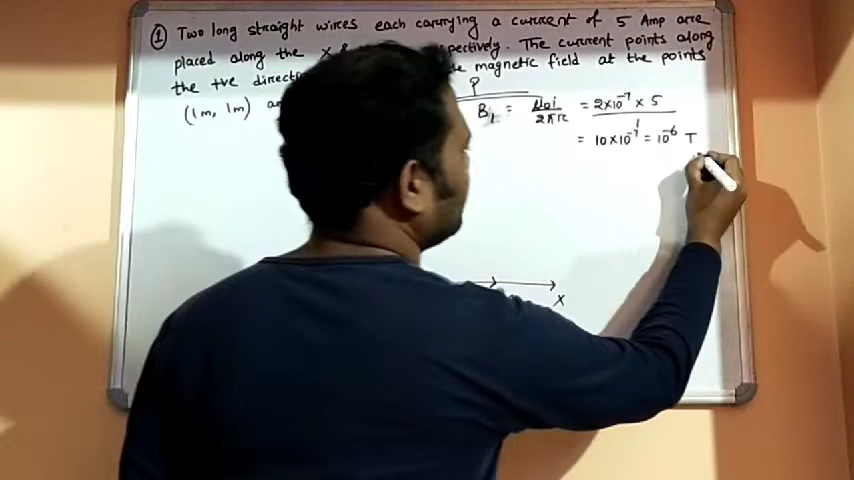 ① Two long straight wires each carrying a current of 5 Amp are
placed along the X & respectively. The current points along
the +ve magnetic field at the points
(1m, 1m)
P
B₁ = μ₀i/2πr = 2×10⁻⁷ × 5/1
= 10×10⁻⁷ = 10⁻⁶ T
X